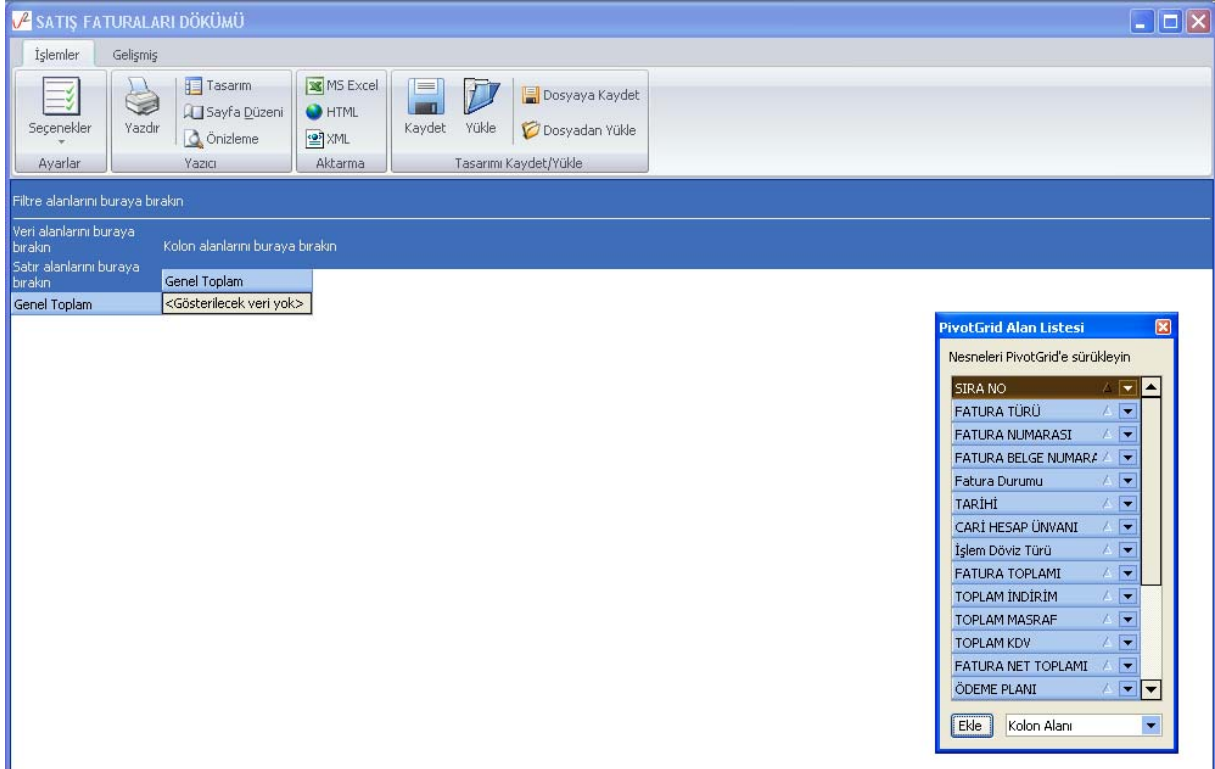 SATIŞ FATURALARI DÖKÜMÜ
İşlemler Gelişmiş
Seçenekler
Ayarlar
Yazdır
Tasarım
Sayfa Düzeni
Önizleme
Yazıcı
MS Excel
HTML
XML
Aktarma
Kaydet
Yükle
Dosyaya Kaydet
Dosyadan Yükle
Tasarımı Kaydet/Yükle
Filtre alanlarını buraya bırakın
Veri alanlarını buraya
bırakın
Kolon alanlarını buraya bırakın
Satır alanlarını buraya
bırakın
Genel Toplam
Genel Toplam
<Gösterilecek veri yok>
PivotGrid Alan Listesi
Nesneleri PivotGrid'e sürükleyin
SIRA NO
FATURA TÜRÜ
FATURA NUMARASI
FATURA BELGE NUMARA
Fatura Durumu
TARİHİ
CARİ HESAP ÜNVANI
İşlem Döviz Türü
FATURA TOPLAMI
TOPLAM İNDİRİM
TOPLAM MASRAF
TOPLAM KDV
FATURA NET TOPLAMI
ÖDEME PLANI
Ekle
Kolon Alanı